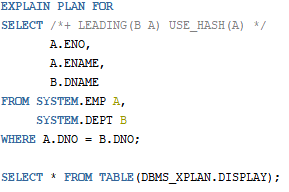 EXPLAIN PLAN FOR
SELECT /*+ LEADING(B A) USE_HASH(A) */
A.ENO,
A.ENAME,
B.DNAME
FROM SYSTEM.EMP A,
SYSTEM.DEPT B
WHERE A.DNO = B.DNO;
SELECT * FROM TABLE(DBMS_XPLAN.DISPLAY);